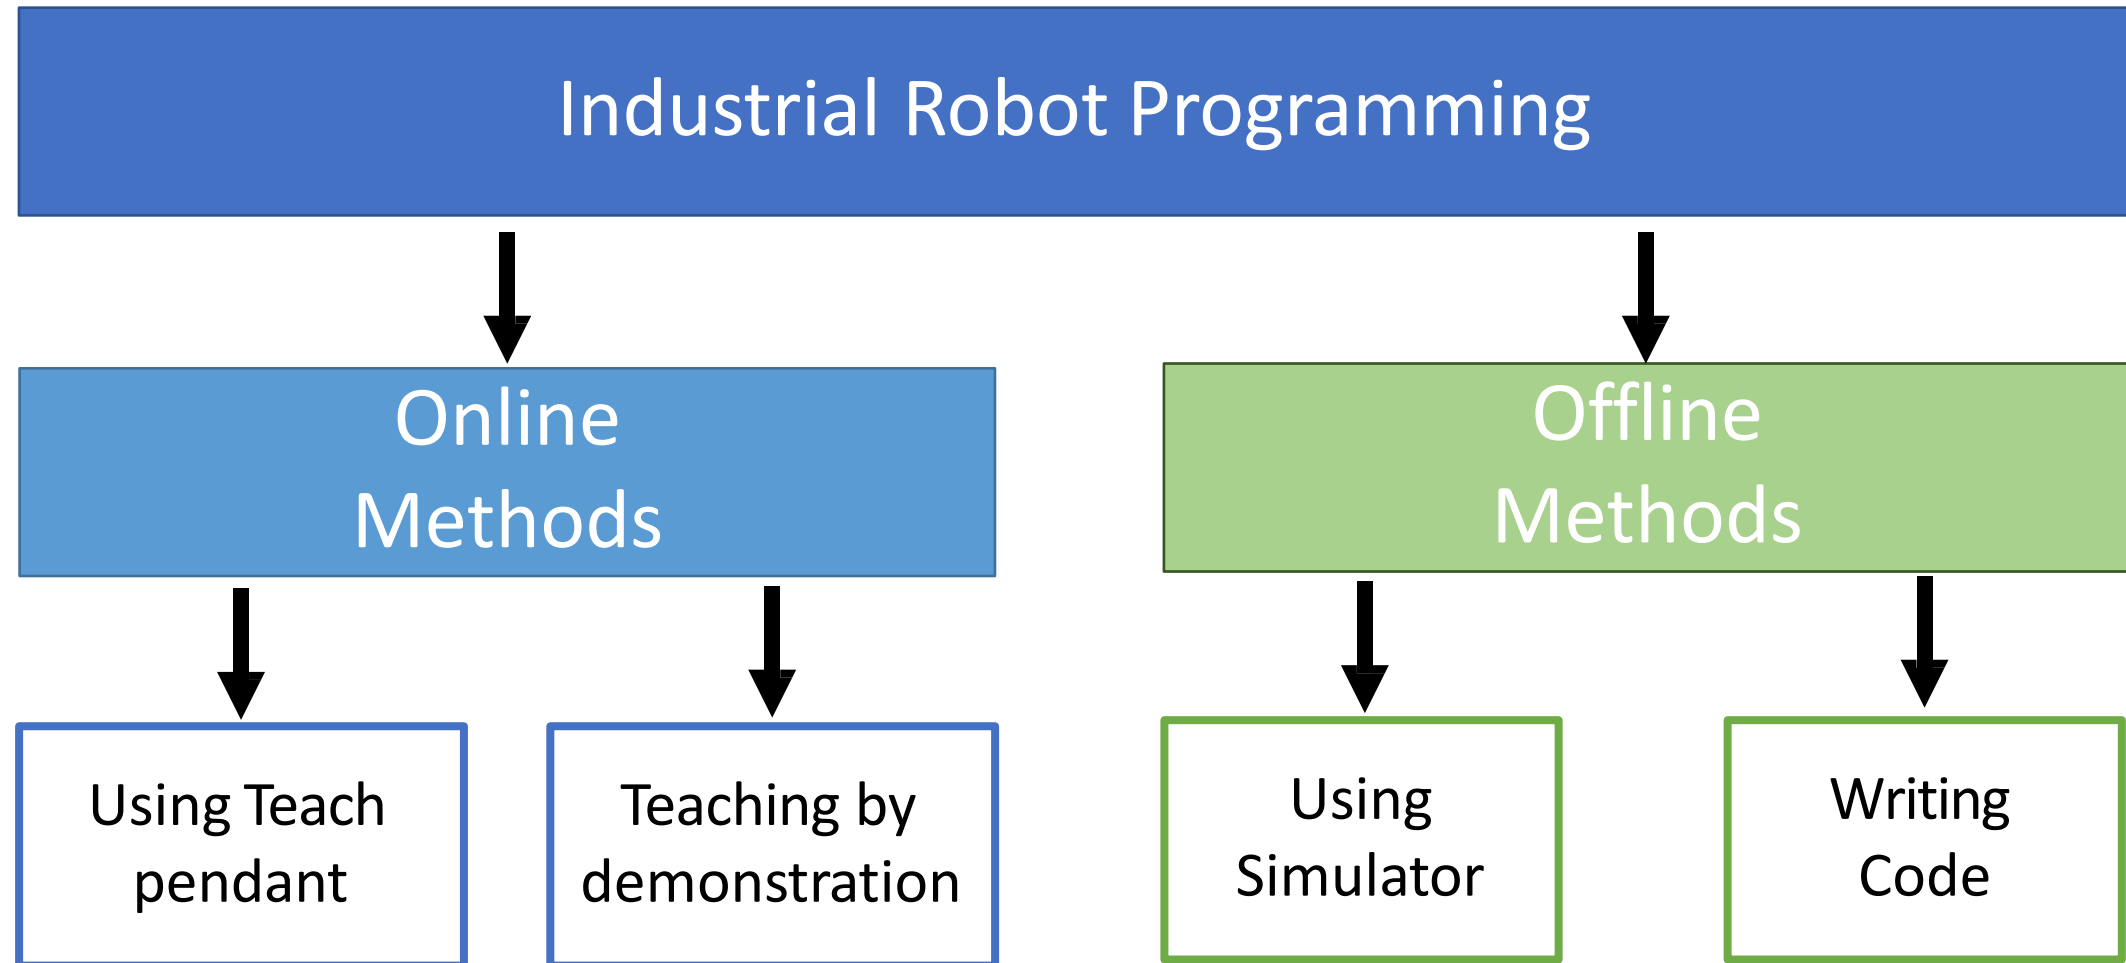 Industrial Robot Programming
Online
Methods
Offline
Methods
Using Teach
pendant
Teaching by
demonstration
Using
Simulator
Writing
Code